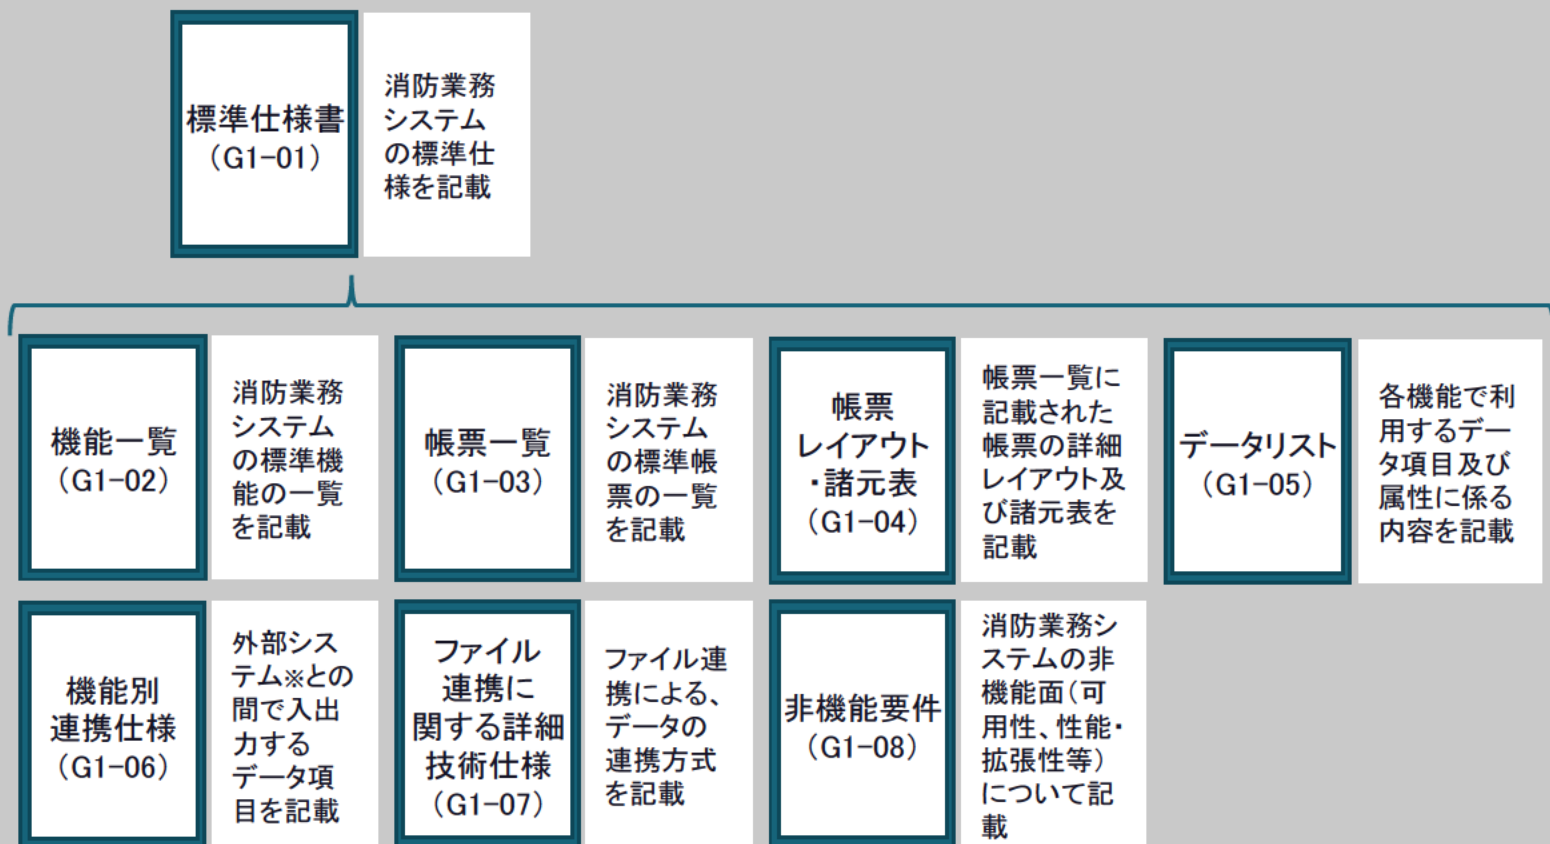 標準仕様書
（G1-01）
消防業務
システム
の標準仕
様を記載
機能一覧
（G1-02）
消防業務
システム
の標準機
能の一覧
を記載
帳票一覧
（G1-03）
消防業務
システム
の標準帳
票の一覧
を記載
帳票
レイアウト
・諸元表
（G1-04）
帳票一覧に
記載された
帳票の詳細
レイアウト及
び諸元表を
記載
データリスト
（G1-05）
各機能で利
用するデー
タ項目及び
属性に係る
内容を記載
機能別
連携仕様
（G1-06）
外部シス
テム※との
間で入出
力する
データ項
目を記載
ファイル
連携に
関する詳細
技術仕様
（G1-07）
ファイル連
携による、
データの
連携方式
を記載
非機能要件
（G1-08）
消防業務シ
ステムの非
機能面（可
用性、性能・
拡張性等）
について記
載